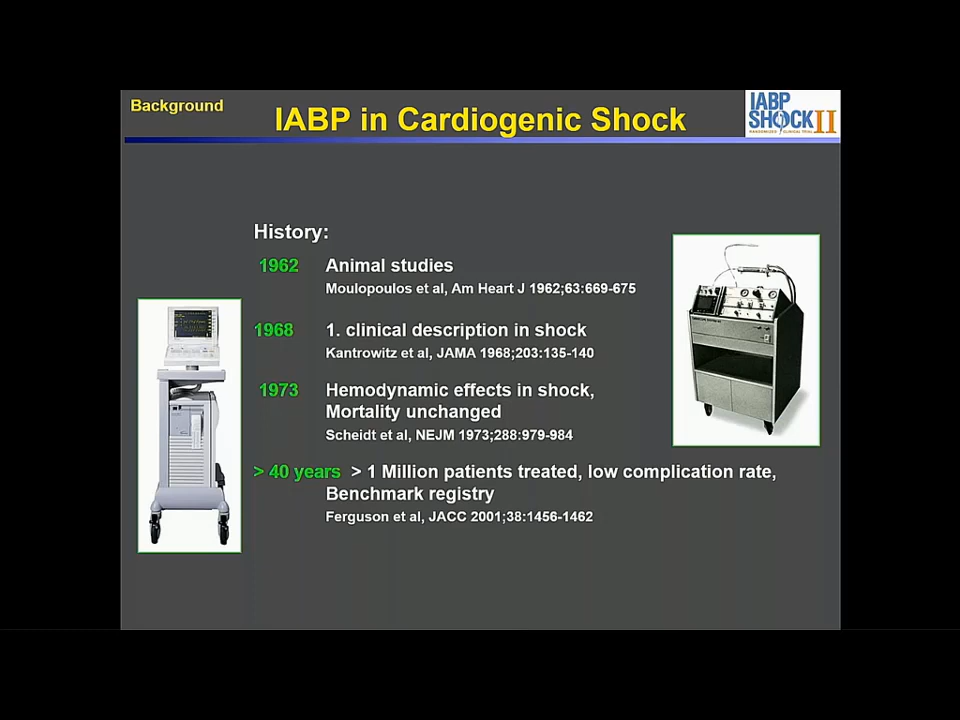 Background
IABP in Cardiogenic Shock
IABP
SHOCK II
RANDOMIZED CLINICAL TRIAL
History:
1962 Animal studies
Moulopoulos et al, Am Heart J 1962;63:669-675
1968 1. clinical description in shock
Kantrowitz et al, JAMA 1968;203:135-140
1973 Hemodynamic effects in shock,
Mortality unchanged
Scheidt et al, NEJM 1973;288:979-984
> 40 years > 1 Million patients treated, low complication rate,
Benchmark registry
Ferguson et al, JACC 2001;38:1456-1462